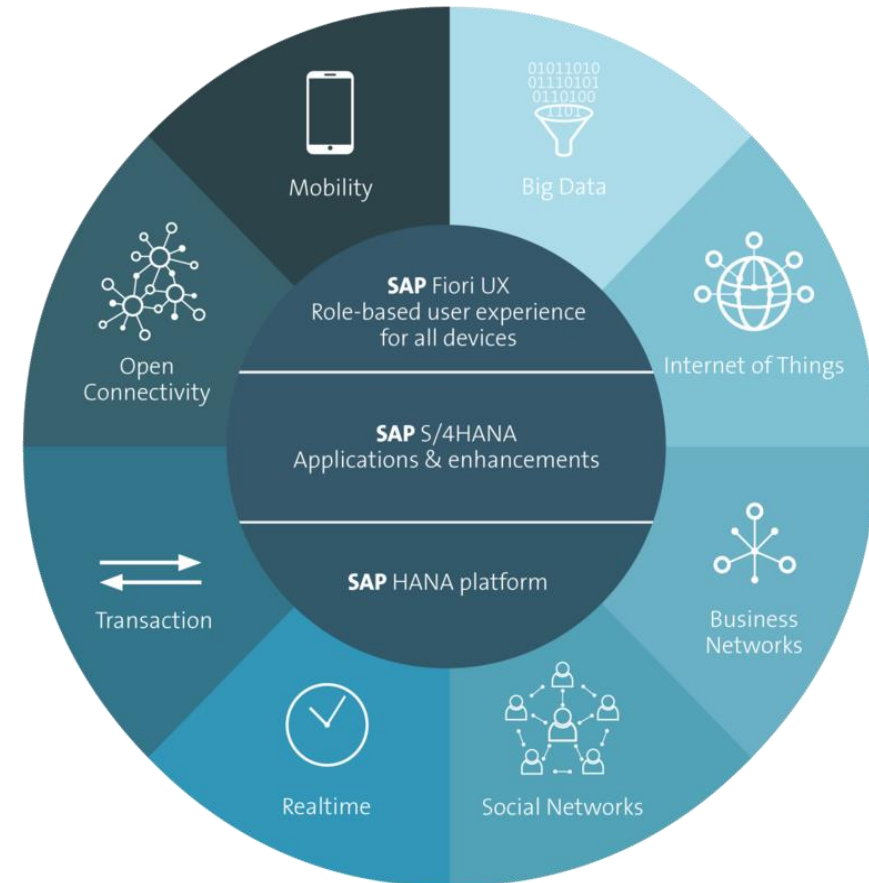 01011010
01110101
0110100
1101
Mobility
Big Data
SAP Fiori UX
Role-based user experience
for all devices
Open
Connectivity
Internet of Things
SAP S/4HANA
Applications & enhancements
SAP HANA platform
Transaction
Business
Networks
Realtime
Social Networks